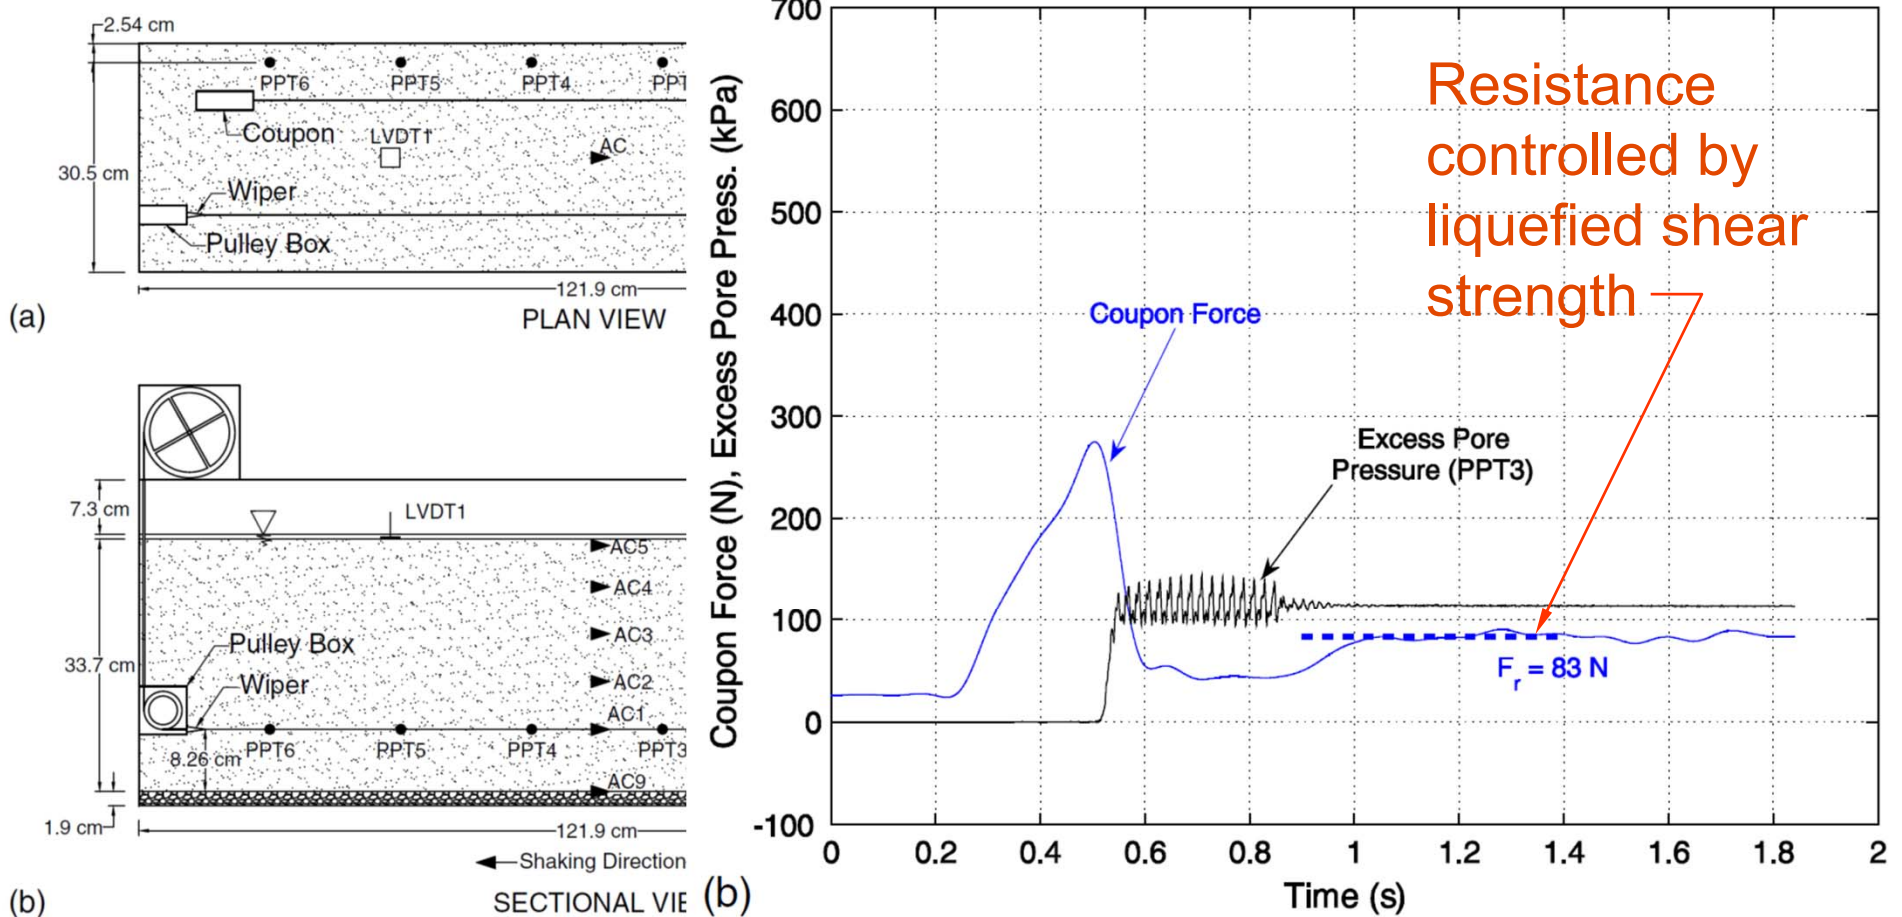 2.54 cm
PPT6
PPT5
PPT4
PPT
Coupon
LVDT1
AC
30.5 cm
Wiper
Pulley Box
121.9 cm
(a)
PLAN VIEW
7.3 cm
LVDT1
AC5
AC4
AC3
Pulley Box
33.7 cm
Wiper
AC2
AC1
PPT6
PPT5
PPT4
PPT3
8.26 cm
AC9
1.9 cm
121.9 cm
Shaking Direction
(b)
SECTIONAL VIE
Coupon Force (N), Excess Pore Press. (kPa)
700
600
500
400
300
200
100
0
-100
Resistance
controlled by
liquefied shear
strength
Coupon Force
Excess Pore
Pressure (PPT3)
Fr = 83 N
0
0.2
0.4
0.6
0.8
1
1.2
1.4
1.6
1.8
2
(b)
Time (s)